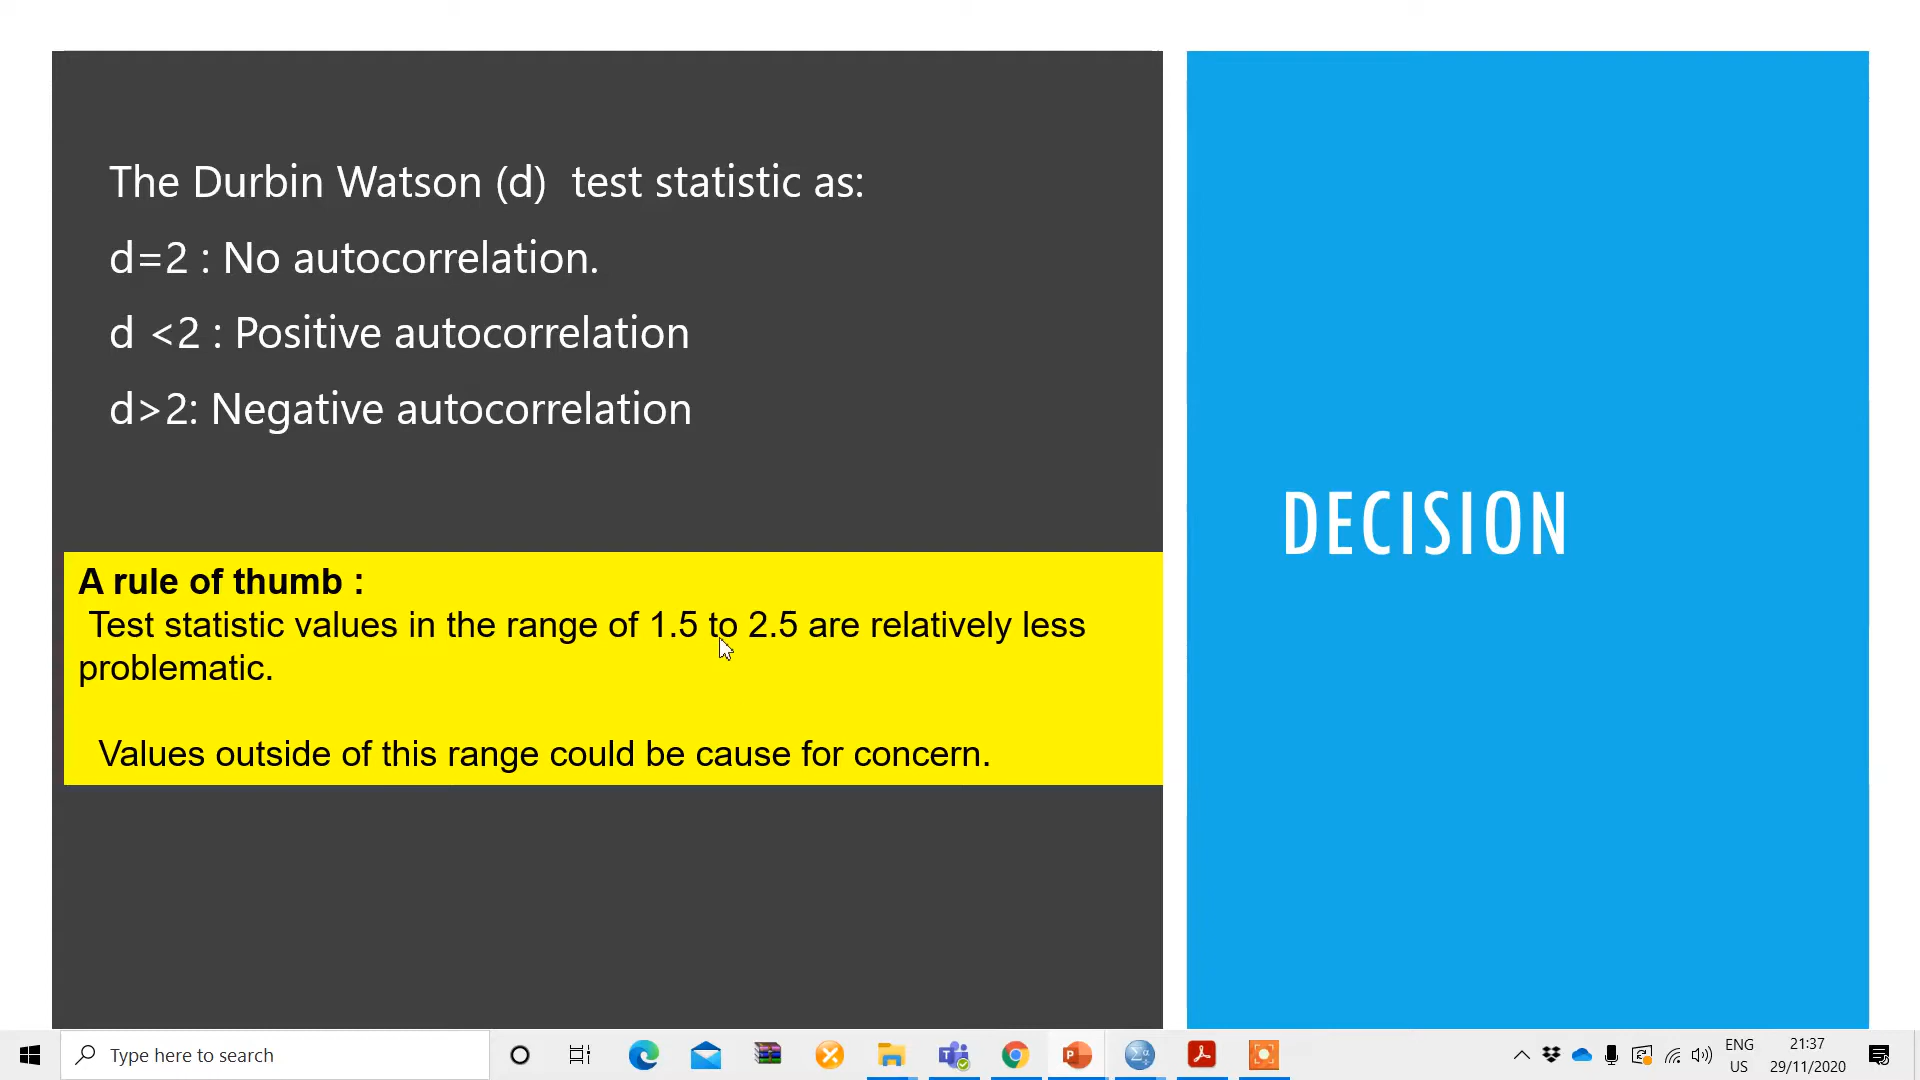 The Durbin Watson (d)  test statistic as:
d=2 : No autocorrelation.
d <2 : Positive autocorrelation
d>2: Negative autocorrelation
A rule of thumb :
Test statistic values in the range of 1.5 to 2.5 are relatively less
problematic.
Values outside of this range could be cause for concern.
DECISION
Type here to search
ENG
US
21:37
29/11/2020